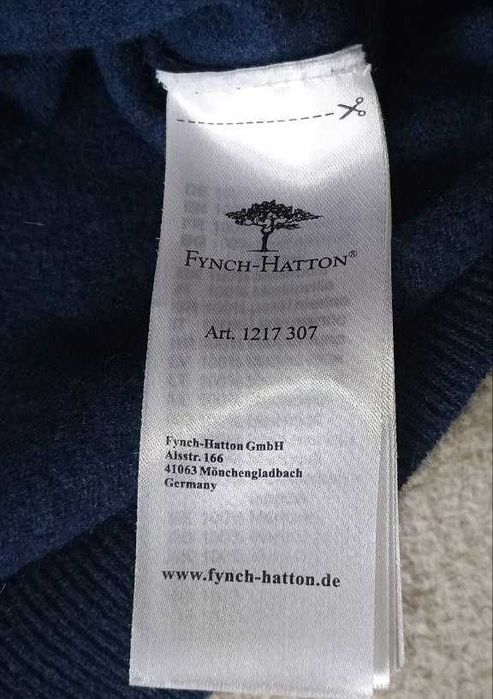 FYNCH-HATTON®
Art. 1217 307
Fynch-Hatton GmbH
Alsstr. 166
41063 Mönchengladbach
Germany
www.fynch-hatton.de